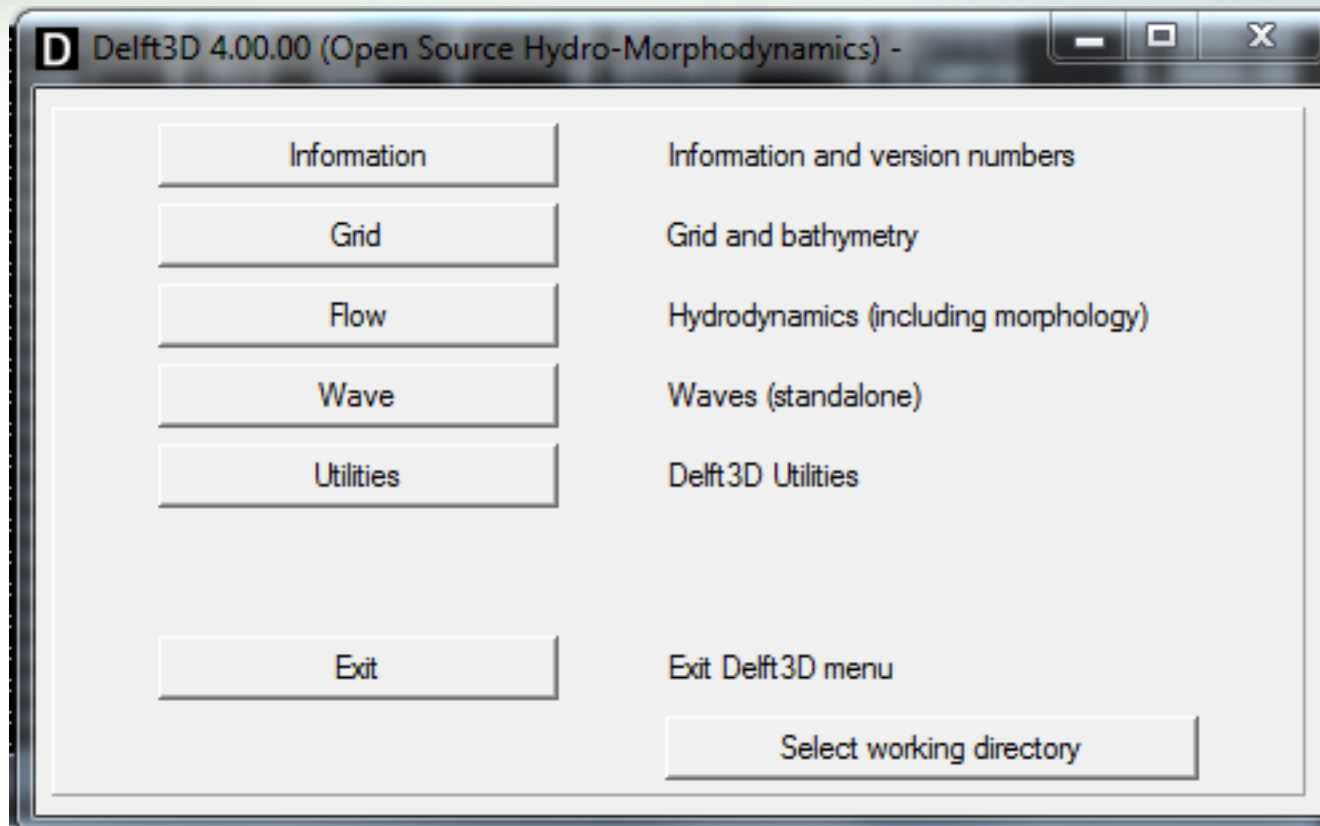 D Delft3D 4.00.00 (Open Source Hydro-Morphodynamics) -
Information Information and version numbers
Grid Grid and bathymetry
Flow Hydrodynamics (including morphology)
Wave Waves (standalone)
Utilities Delft3D Utilities
Exit Exit Delft3D menu
Select working directory